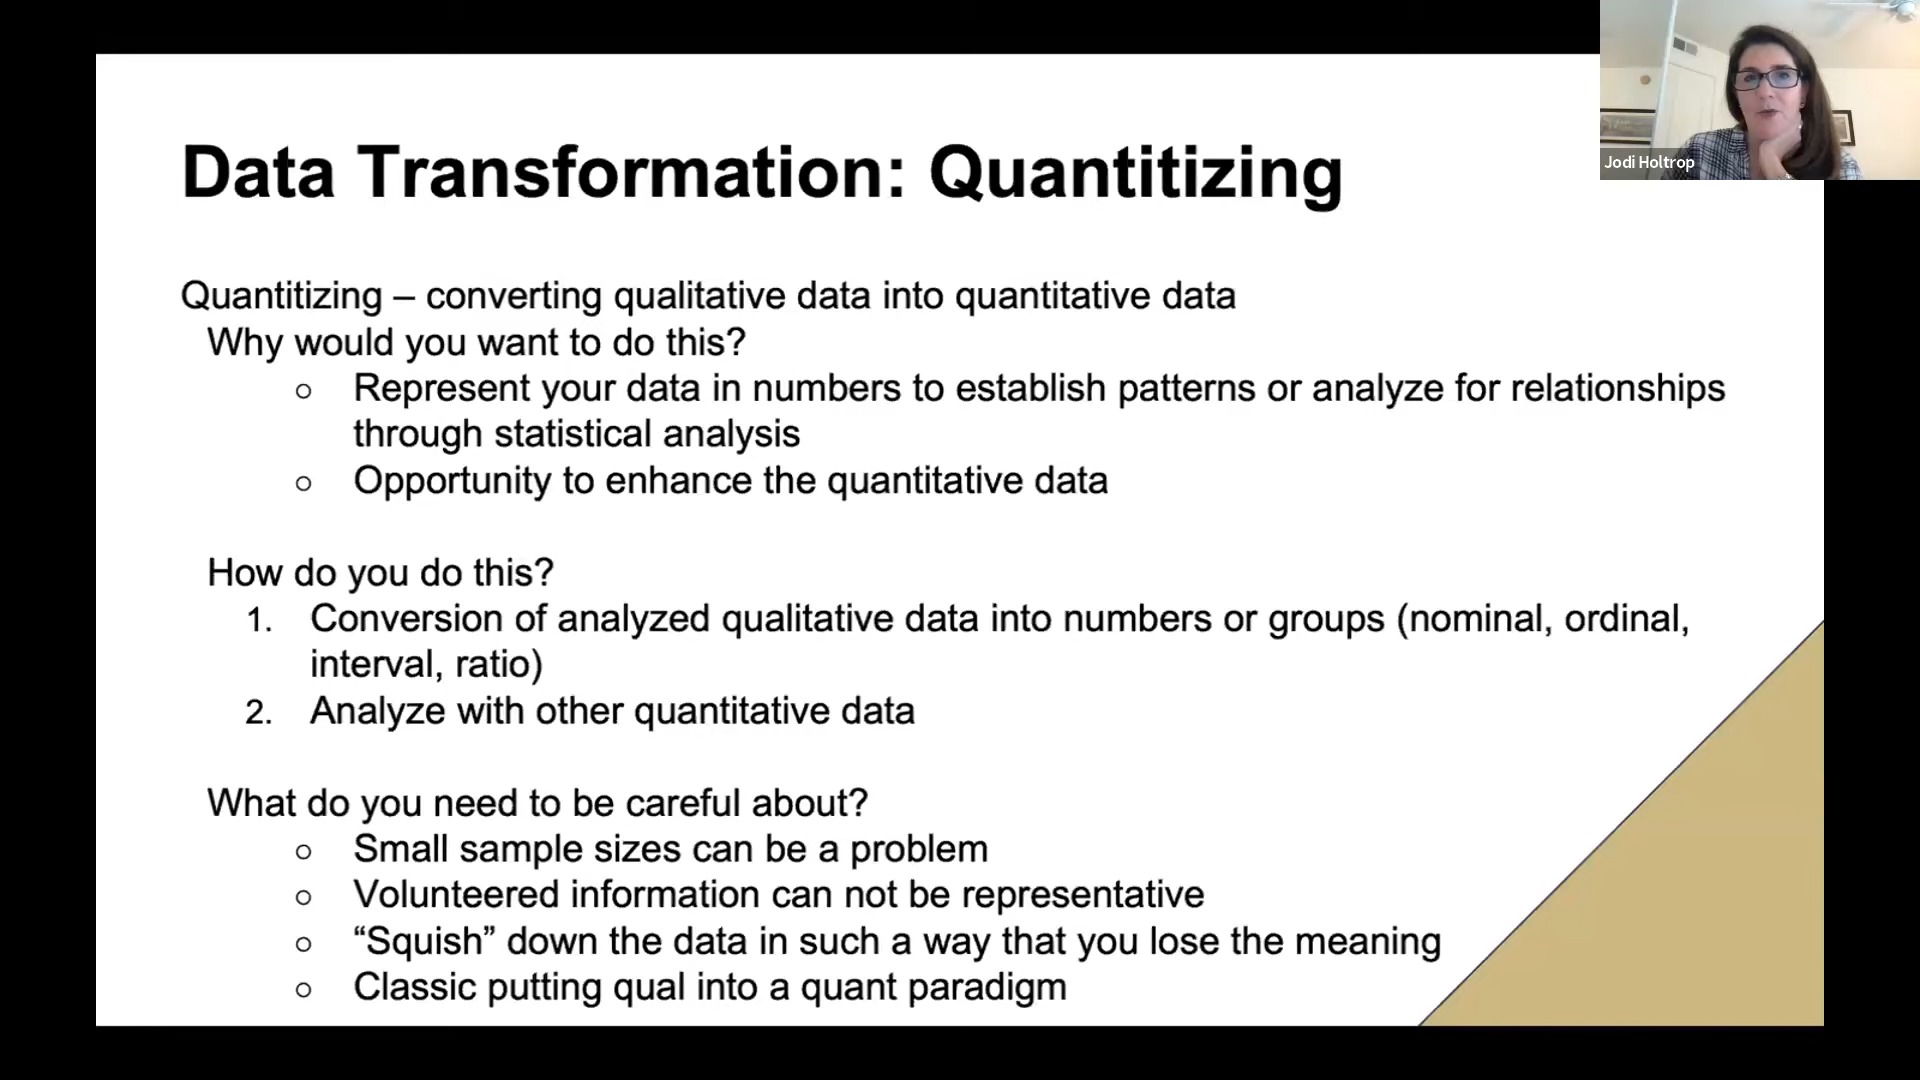 Data Transformation: Quantitizing
Jodi Holtrop
Quantitizing – converting qualitative data into quantitative data
Why would you want to do this?
○ Represent your data in numbers to establish patterns or analyze for relationships
through statistical analysis
○ Opportunity to enhance the quantitative data
How do you do this?
1. Conversion of analyzed qualitative data into numbers or groups (nominal, ordinal,
interval, ratio)
2. Analyze with other quantitative data
What do you need to be careful about?
○ Small sample sizes can be a problem
○ Volunteered information can not be representative
○ “Squish” down the data in such a way that you lose the meaning
○ Classic putting qual into a quant paradigm